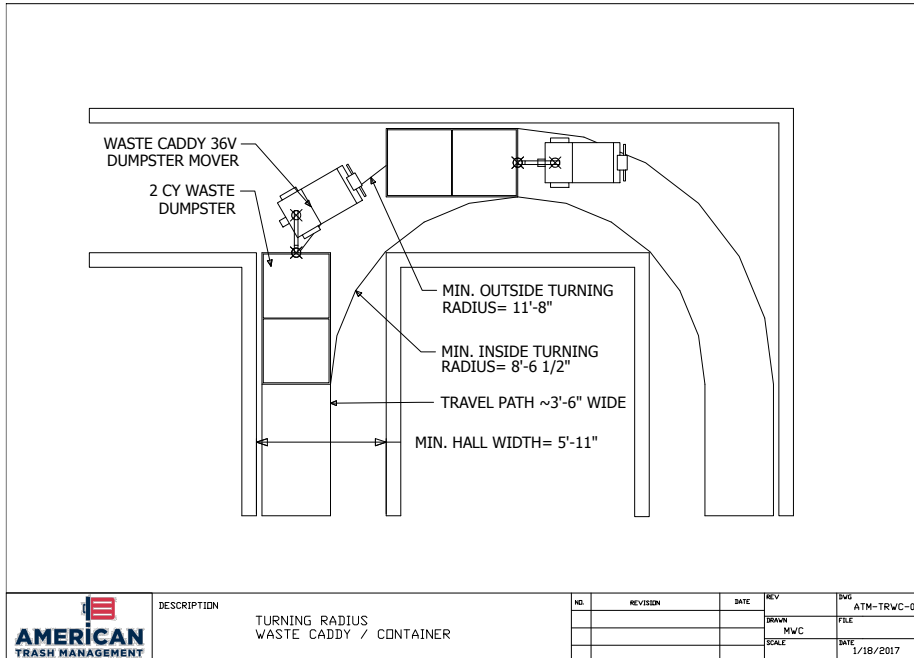 WASTE CADDY 36V
DUMPSTER MOVER
2 CY WASTE
DUMPSTER
MIN. OUTSIDE TURNING
RADIUS= 11'-8"
MIN. INSIDE TURNING
RADIUS= 8'-6 1/2"
TRAVEL PATH ~3'-6" WIDE
MIN. HALL WIDTH= 5'-11"
AMERICAN
TRASH MANAGEMENT
DESCRIPTION
TURNING RADIUS
WASTE CADDY / CONTAINER
NO. REVISION DATE
REV
DRAWN
MWC
SCALE
DWG
ATM-TRWC-0
FILE
DATE
1/18/2017